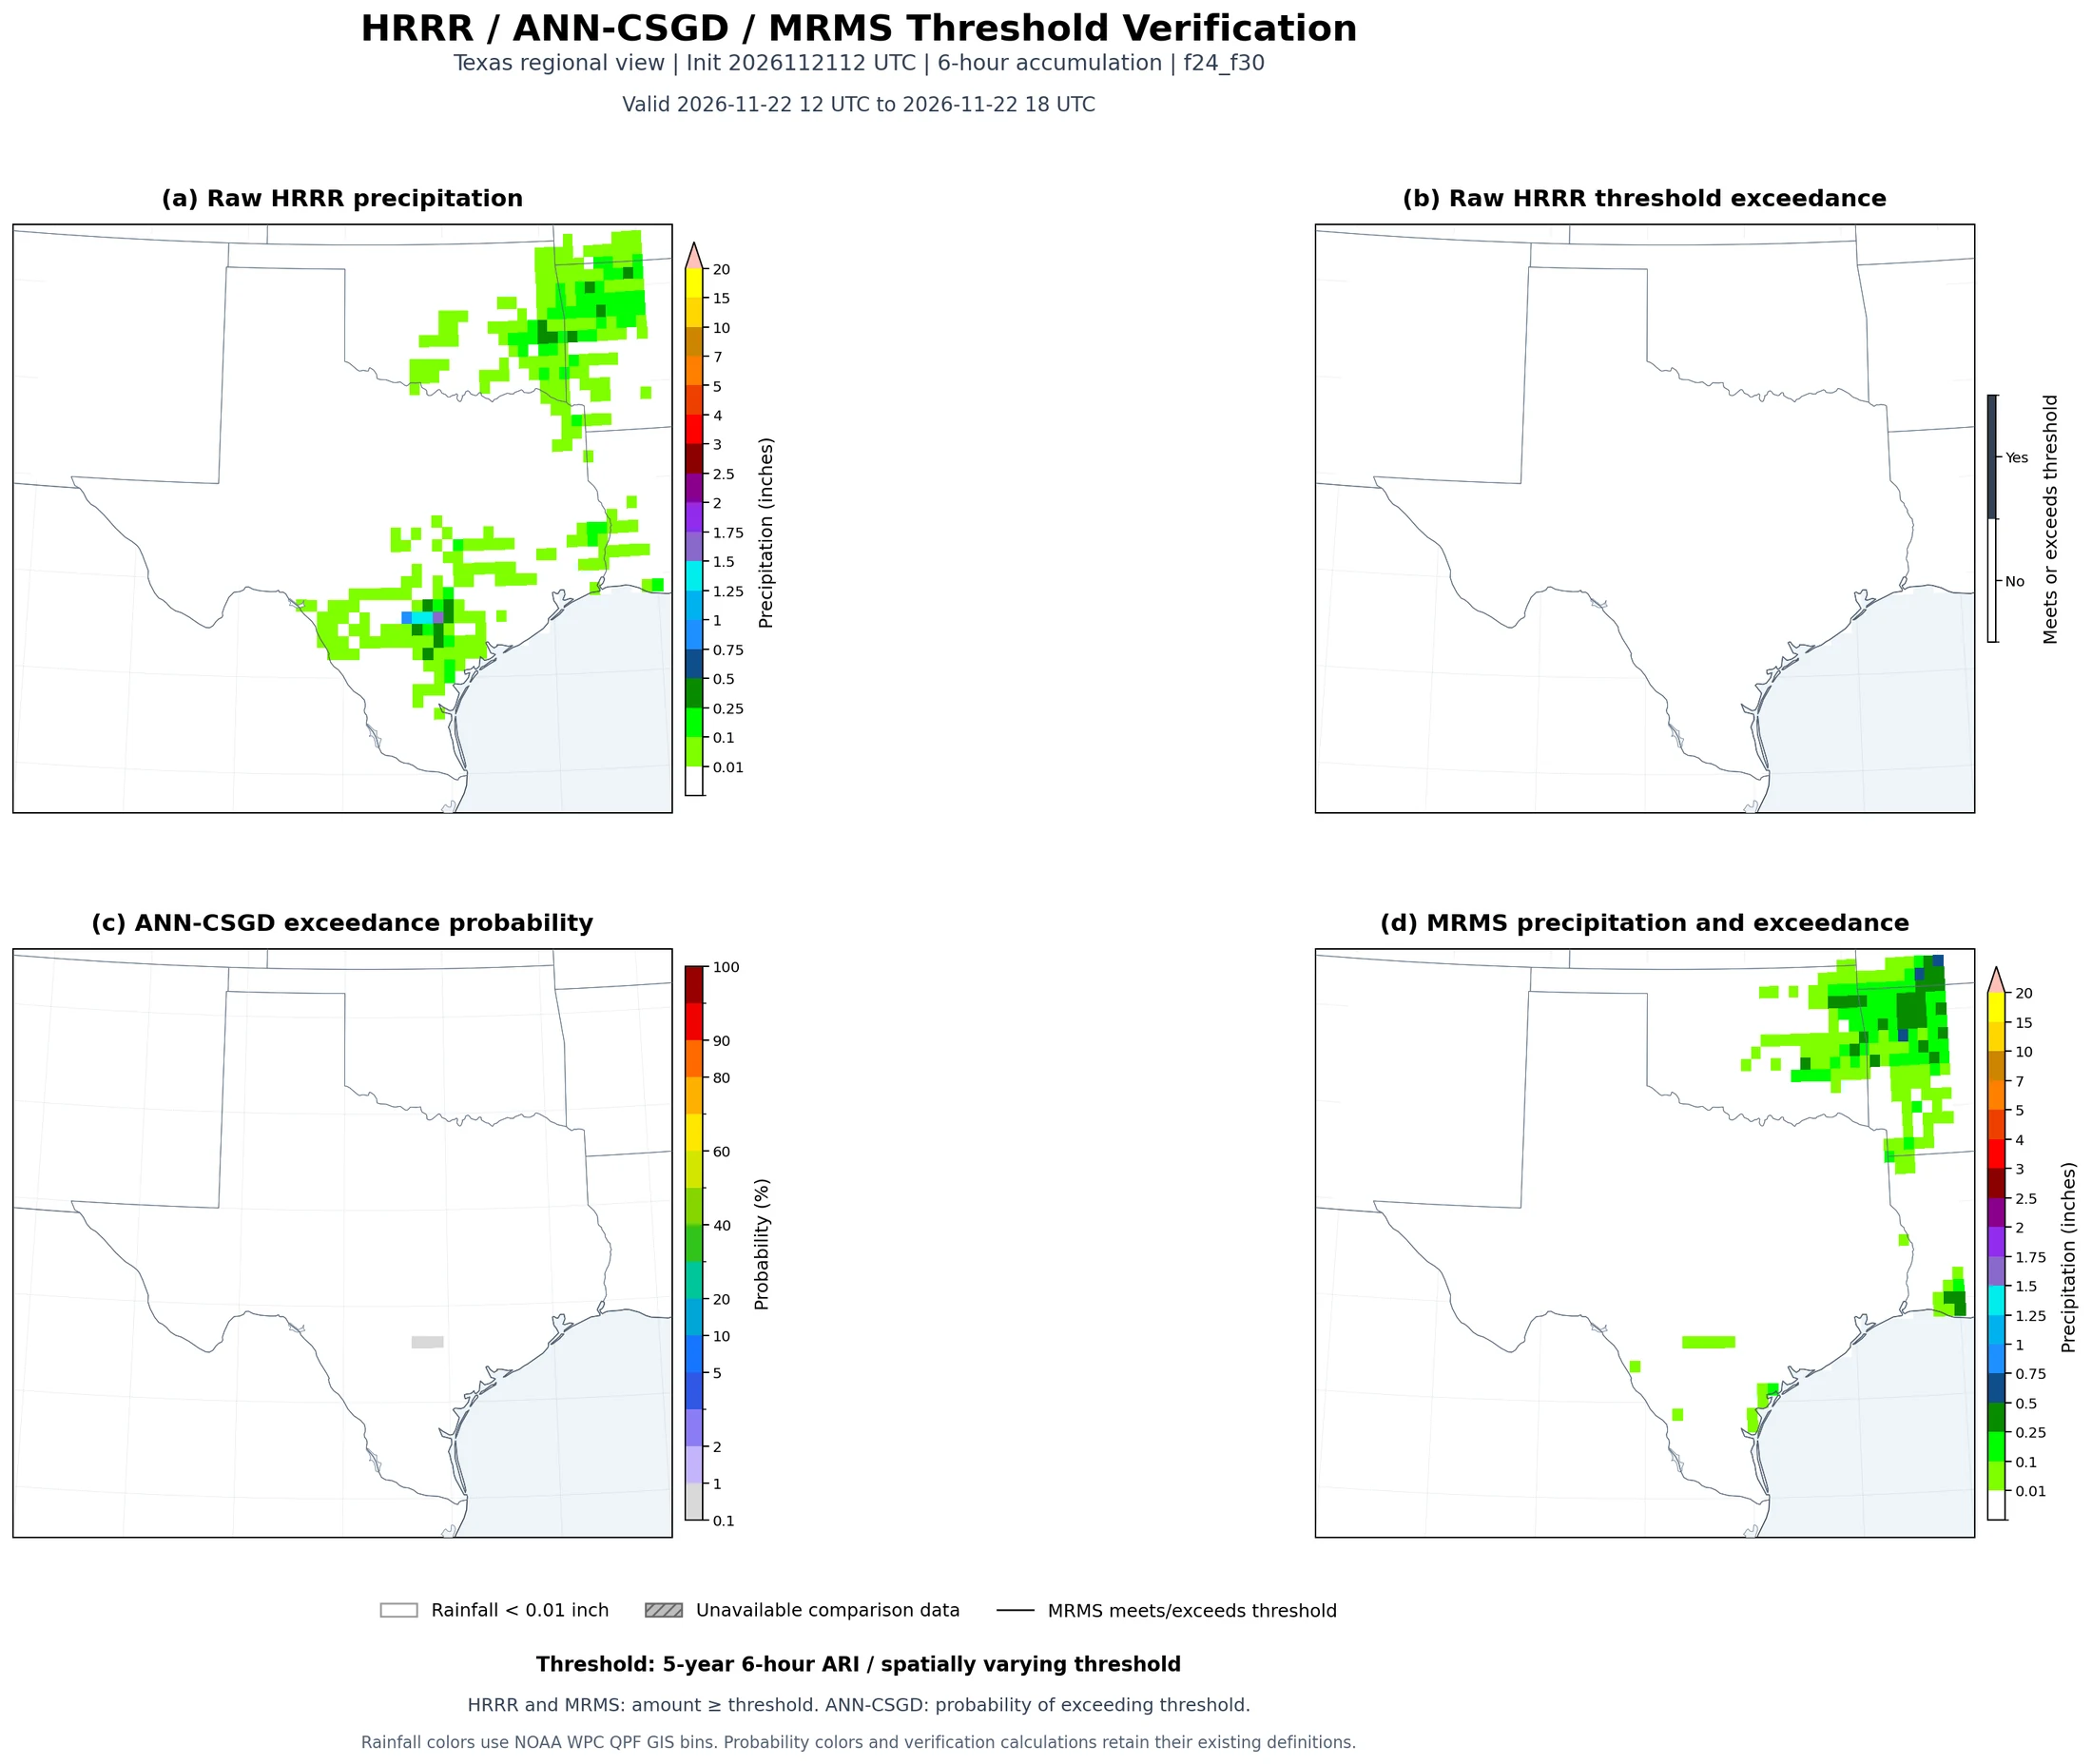 HRRR / ANN-CSGD / MRMS Threshold Verification
Texas regional view | Init 2026112112 UTC | 6-hour accumulation | f24_f30
Valid 2026-11-22 12 UTC to 2026-11-22 18 UTC
(a) Raw HRRR precipitation
20
15
10
7
5
4
3
2.5
2
1.75
1.5
1.25
1
0.75
0.5
0.25
0.1
0.01
Precipitation (inches)
(b) Raw HRRR threshold exceedance
Yes
No
Meets or exceeds threshold
(c) ANN-CSGD exceedance probability
100
90
80
60
40
20
10
5
2
1
0.1
Probability (%)
(d) MRMS precipitation and exceedance
20
15
10
7
5
4
3
2.5
2
1.75
1.5
1.25
1
0.75
0.5
0.25
0.1
0.01
Precipitation (inches)
Rainfall < 0.01 inch
Unavailable comparison data
MRMS meets/exceeds threshold
Threshold: 5-year 6-hour ARI / spatially varying threshold
HRRR and MRMS: amount ≥ threshold. ANN-CSGD: probability of exceeding threshold.
Rainfall colors use NOAA WPC QPF GIS bins. Probability colors and verification calculations retain their existing definitions.